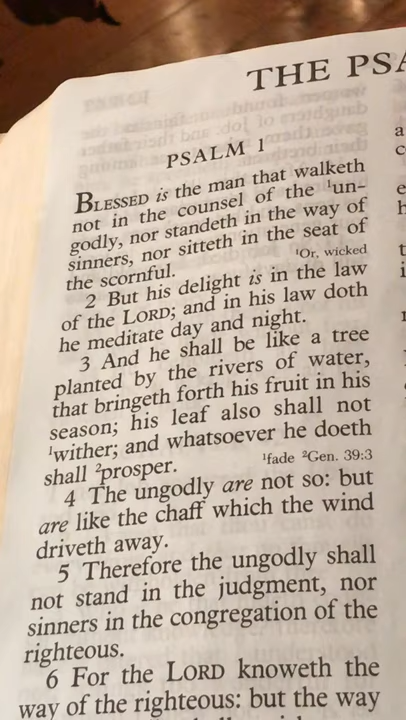 THE PSA
PSALM 1
BLESSED is the man that walketh
not in the counsel of the ¹un-
godly, nor standeth in the way of
sinners, nor sitteth in the seat of
the scornful. ¹Or, wicked
2 But his delight is in the law
of the LORD; and in his law doth
he meditate day and night.
3 And he shall be like a tree
planted by the rivers of water,
that bringeth forth his fruit in his
season; his leaf also shall not
¹wither; and whatsoever he doeth
shall ²prosper. ¹fade ²Gen. 39:3
4 The ungodly are not so: but
are like the chaff which the wind
driveth away.
5 Therefore the ungodly shall
not stand in the judgment, nor
sinners in the congregation of the
righteous.
6 For the LORD knoweth the
way of the righteous: but the way